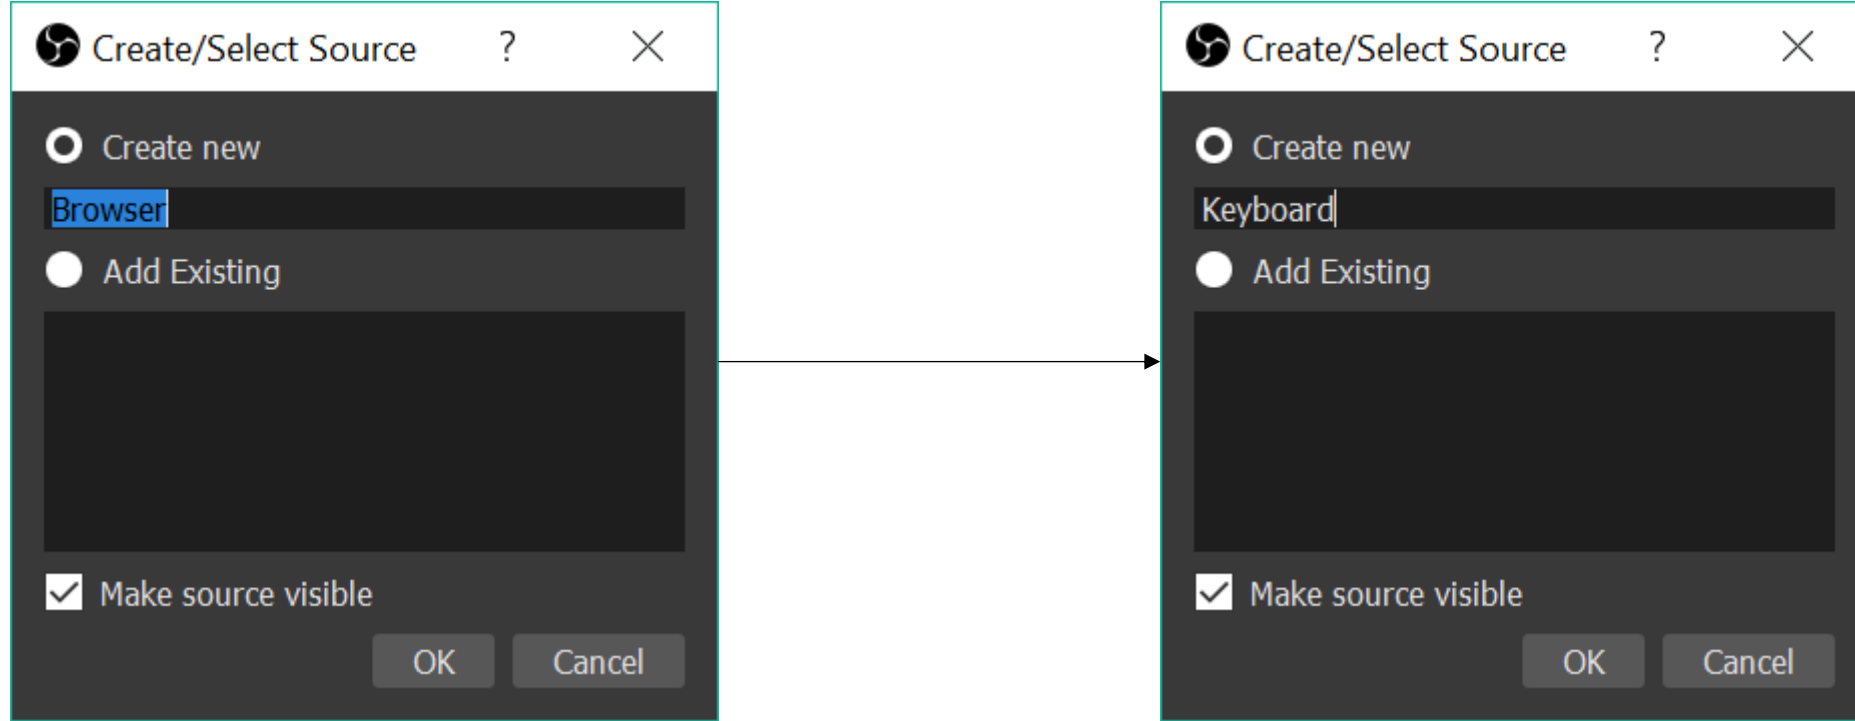 Create/Select Source ? ×
Create new
Browser
Add Existing
Make source visible
OK Cancel
Create/Select Source ? ×
Create new
Keyboard
Add Existing
Make source visible
OK Cancel